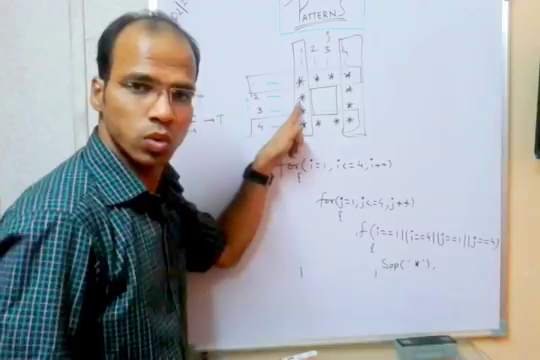 PATTERNS
j
1 2 3 4
* * * *
2 * *
3 * *
4 * * * *
→ T
for(i=1, i<=4, i++)
{
for(j=1, j<=4, j++)
{
if(i==1||i==4||j==1||j==4)
{
Sop("*"),